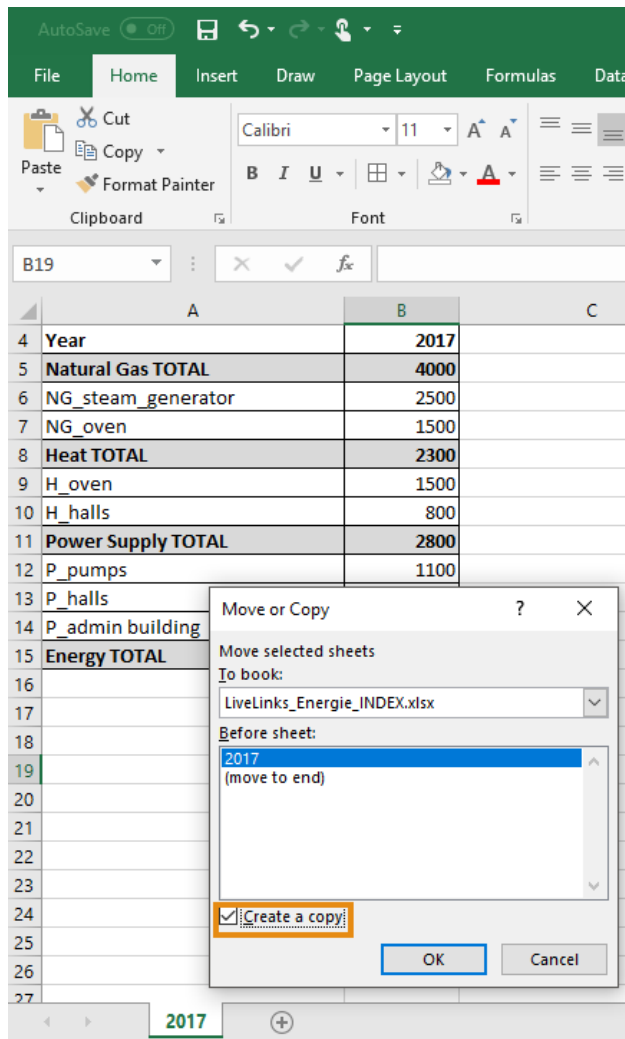 AutoSave Off
File Home Insert Draw Page Layout Formulas Data
Paste
Cut
Copy
Format Painter
Clipboard
Calibri 11 A A
B I U A
Font
B19 fx
A B C
4 Year 2017
5 Natural Gas TOTAL 4000
6 NG_steam_generator 2500
7 NG_oven 1500
8 Heat TOTAL 2300
9 H_oven 1500
10 H_halls 800
11 Power Supply TOTAL 2800
12 P_pumps 1100
13 P_halls
14 P_admin building
15 Energy TOTAL
16
17
18
19
20
21
22
23
24
25
26
27
Move or Copy ?
Move selected sheets
To book:
LiveLinks_Energie_INDEX.xlsx
Before sheet:
2017
(move to end)
Create a copy
OK Cancel
2017